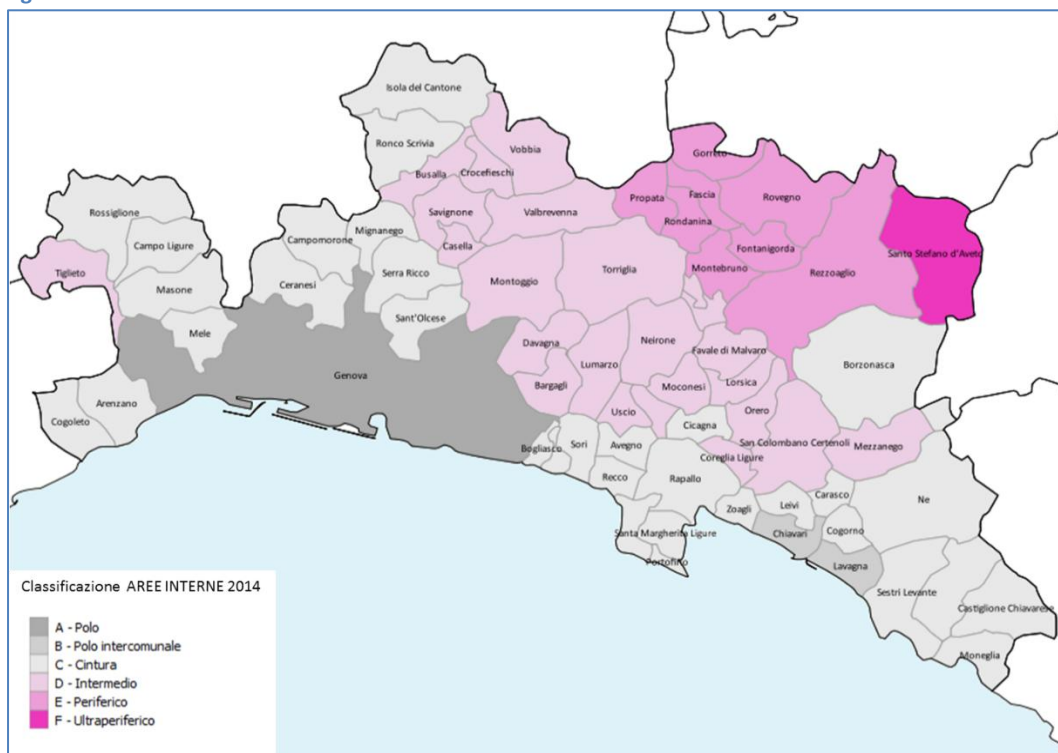 Isola del Cantone
Ronco Scrivia
Vobbia
Crocefieschi
Busalla
Gorreto
Rossiglione
Savignone
Valbrevenna
Propata
Fascia
Rovegno
Campo Ligure
Campomorone
Mignanego
Casella
Rondanina
Fontanigorda
Santo Stefano d'Aveto
Tiglieto
Serra Ricco
Montoggio
Torriglia
Montebruno
Rezzoaglio
Masone
Ceranesi
Sant'Olcese
Mele
Davagna
Neirone
Favale di Malvaro
Genova
Lumarzo
Borzonasca
Bargagli
Moconesi
Lorsica
Arenzano
Uscio
Orero
Cogoleto
Cicagna
Bogliasco
Sori
Avegno
San Colombano Certenoli
Mezzanego
Coreglia Ligure
Recco
Rapallo
Carasco
Ne
Zoagli
Leivi
Santa Margherita Ligure
Chiavari
Cogorno
Portofino
Lavagna
Sestri Levante
Castiglione Chiavarese
Moneglia
Classificazione AREE INTERNE 2014
A - Polo
B - Polo intercomunale
C - Cintura
D - Intermedio
E - Periferico
F - Ultraperiferico